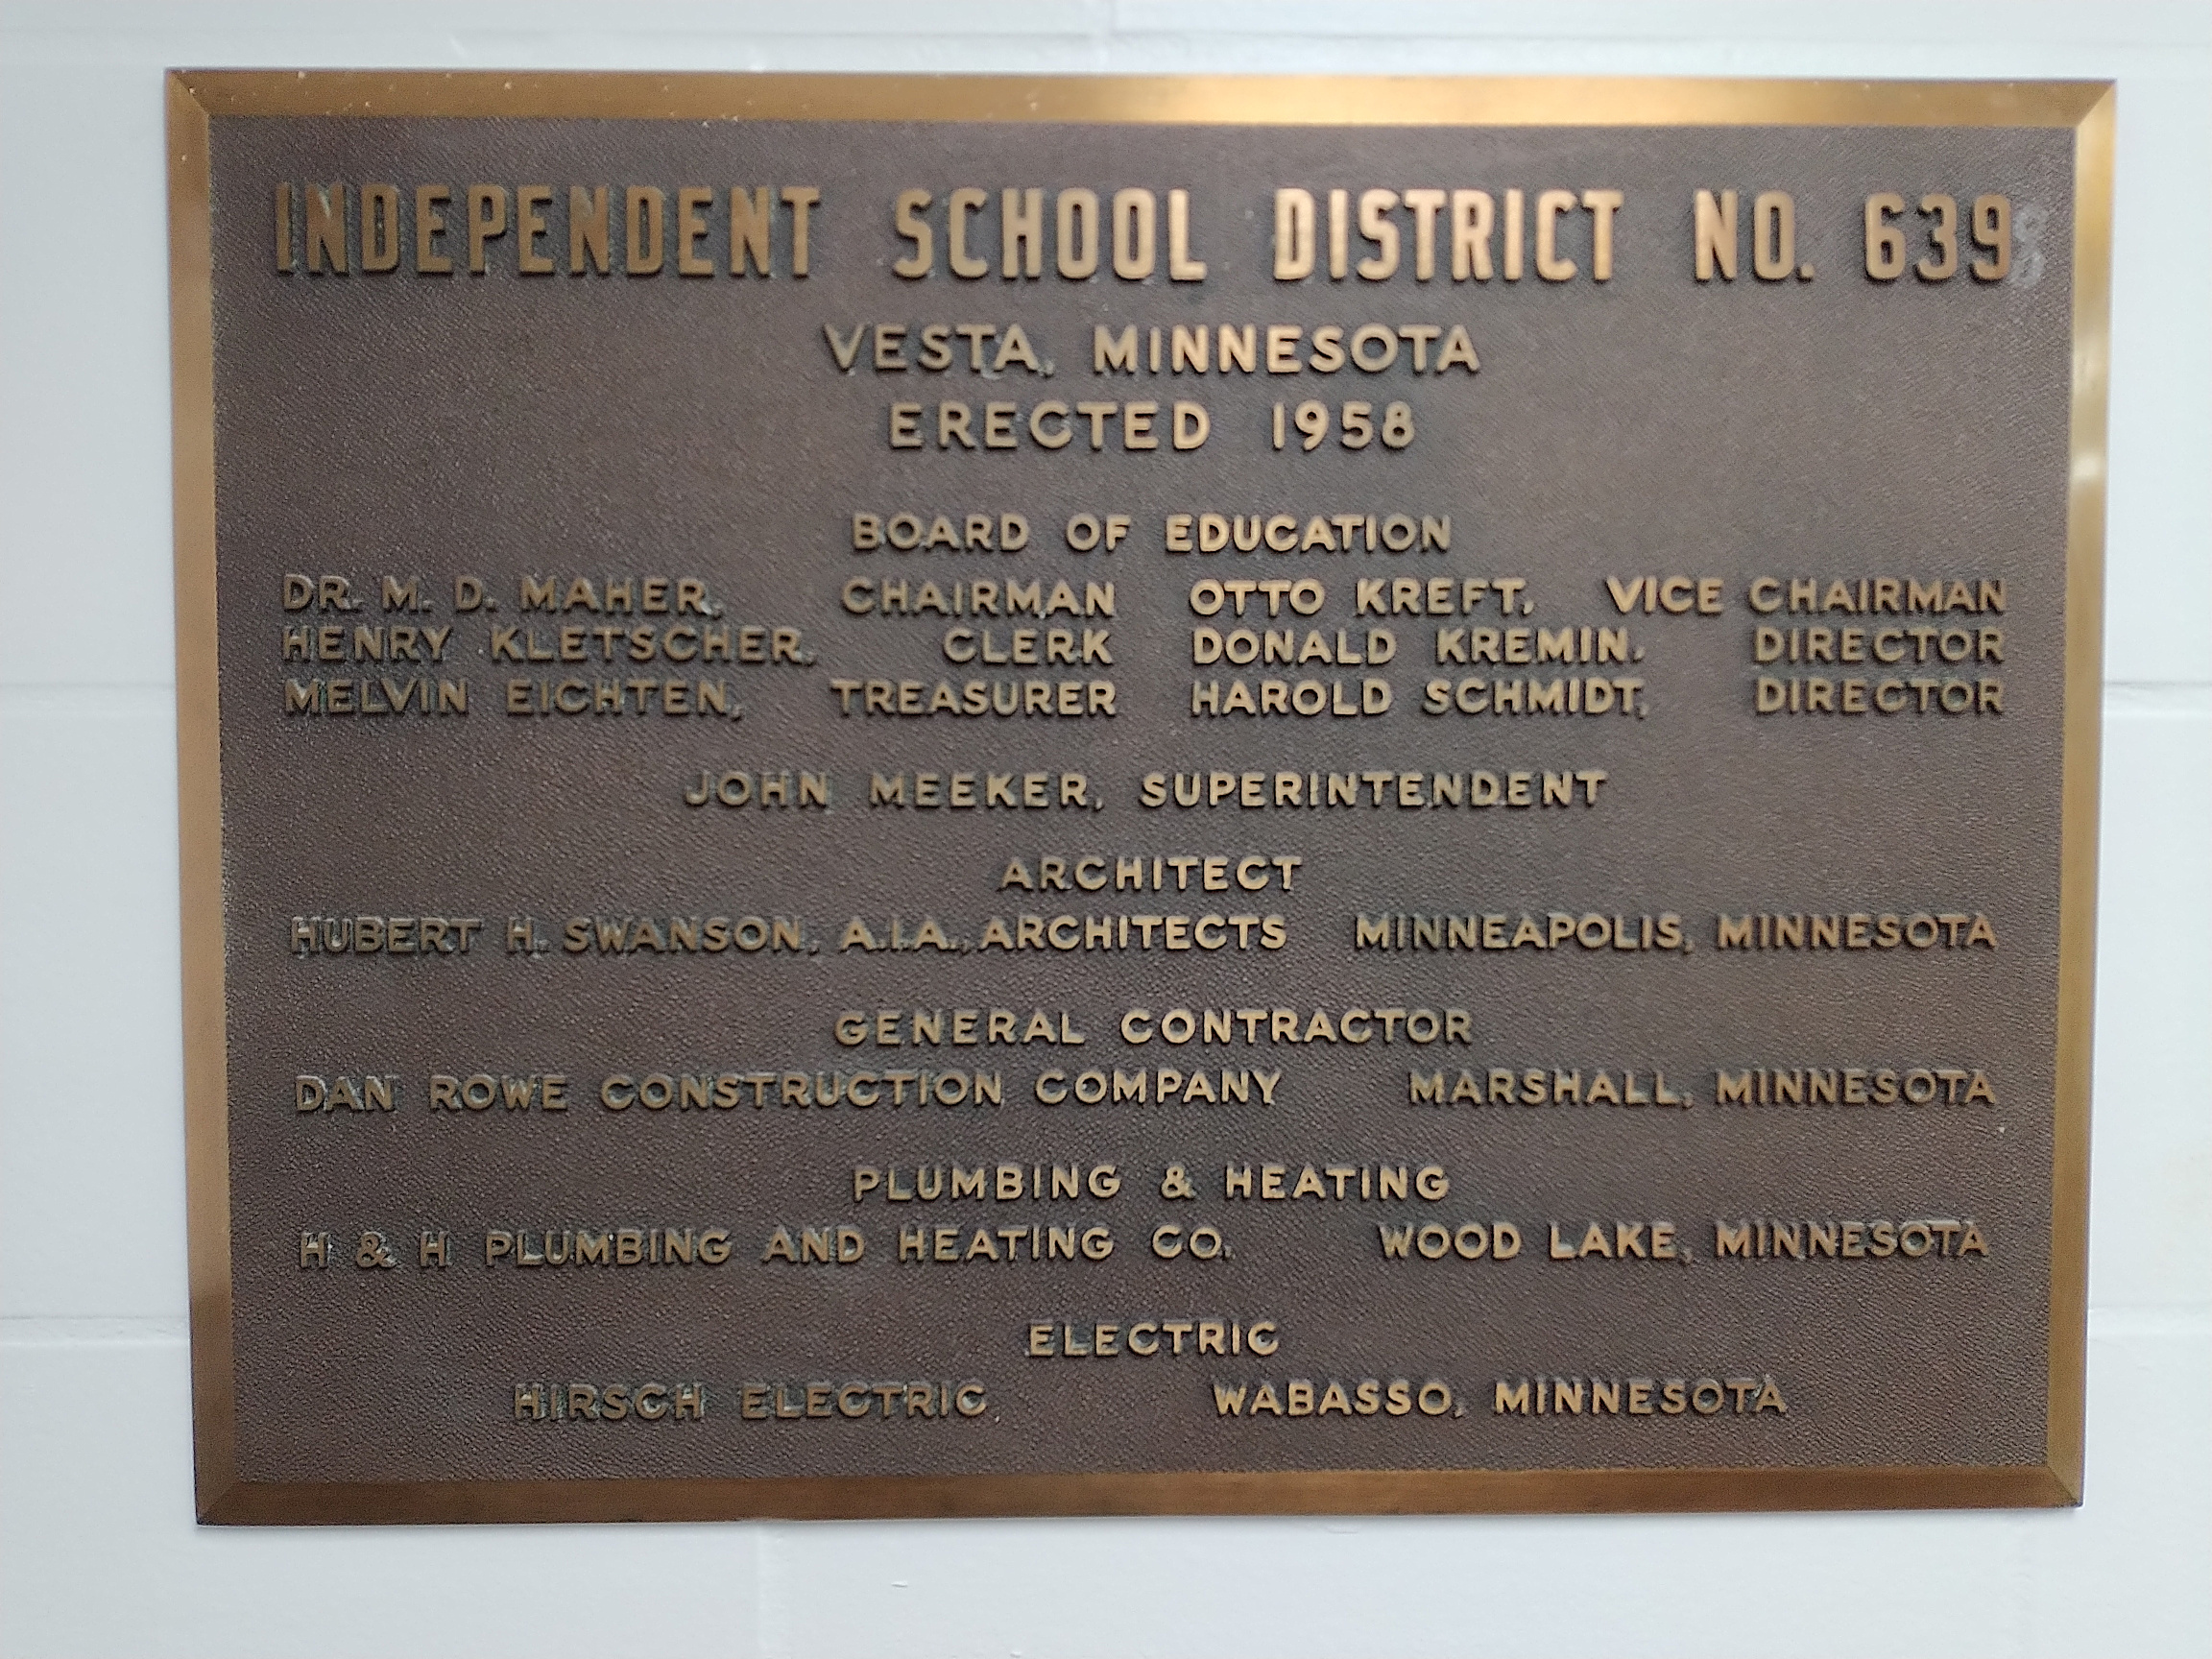 INDEPENDENT SCHOOL DISTRICT NO. 639
VESTA, MINNESOTA
ERECTED 1958
BOARD OF EDUCATION
DR. M. D. MAHER, CHAIRMAN OTTO KREFT, VICE CHAIRMAN
HENRY KLETSCHER, CLERK DONALD KREMIN, DIRECTOR
MELVIN EICHTEN, TREASURER HAROLD SCHMIDT, DIRECTOR
JOHN MEEKER, SUPERINTENDENT
ARCHITECT
HUBERT H. SWANSON, A.I.A., ARCHITECTS MINNEAPOLIS, MINNESOTA
GENERAL CONTRACTOR
DAN ROWE CONSTRUCTION COMPANY MARSHALL, MINNESOTA
PLUMBING & HEATING
H & H PLUMBING AND HEATING CO. WOOD LAKE, MINNESOTA
ELECTRIC
HIRSCH ELECTRIC WABASSO, MINNESOTA